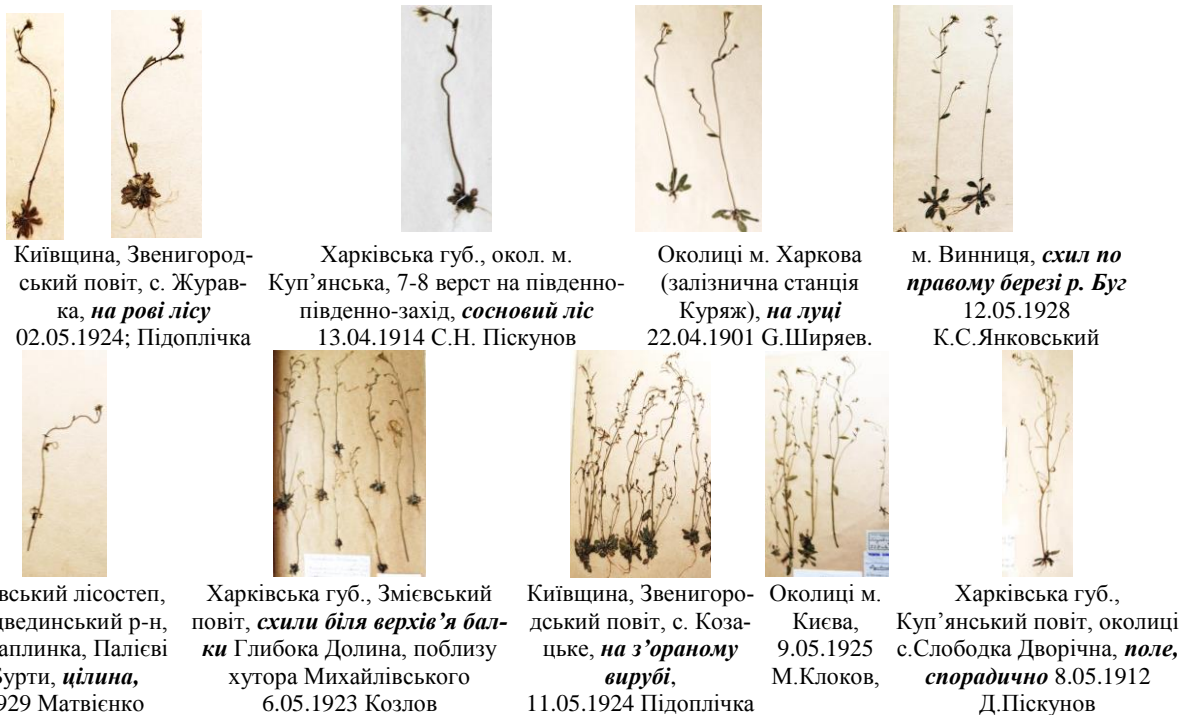 Київщина, Звенигород-
ський повіт, с. Журав-
ка, на рові лісу
02.05.1924; Підоплічка
Харківська губ., окол. м.
Куп’янська, 7-8 верст на південно-
південно-захід, сосновий ліс
13.04.1914 С.Н. Піскунов
Околиці м. Харкова
(залізнична станція
Куряж), на луці
22.04.1901 G.Ширяев.
м. Винниця, схил по
правому березі р. Буг
12.05.1928
К.С.Янковський
вський лісостеп,
двединський р-н,
аплинка, Палієві
Бурти, цілина,
929 Матвієнко
Харківська губ., Змієвський
повіт, схили біля верхів’я бал-
ки Глибока Долина, поблизу
хутора Михайлівського
6.05.1923 Козлов
Київщина, Звенигоро-
дський повіт, с. Коза-
цьке, на з’ораному
вирубі,
11.05.1924 Підоплічка
Околиці м.
Києва,
9.05.1925
М.Клоков,
Харківська губ.,
Куп’янський повіт, околиці
с.Слободка Дворічна, поле,
спорадично 8.05.1912
Д.Піскунов